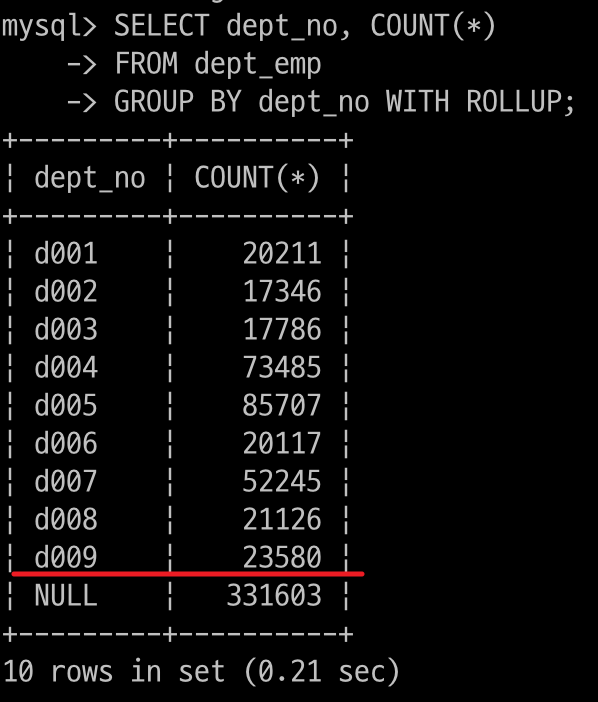 mysql> SELECT dept_no, COUNT(*)
    -> FROM dept_emp
    -> GROUP BY dept_no WITH ROLLUP;
+---------+----------+
¦ dept_no ¦ COUNT(*) ¦
+---------+----------+
¦ d001    ¦    20211 ¦
¦ d002    ¦    17346 ¦
¦ d003    ¦    17786 ¦
¦ d004    ¦    73485 ¦
¦ d005    ¦    85707 ¦
¦ d006    ¦    20117 ¦
¦ d007    ¦    52245 ¦
¦ d008    ¦    21126 ¦
¦ d009    ¦    23580 ¦
¦ NULL    ¦   331603 ¦
+---------+----------+
10 rows in set (0.21 sec)